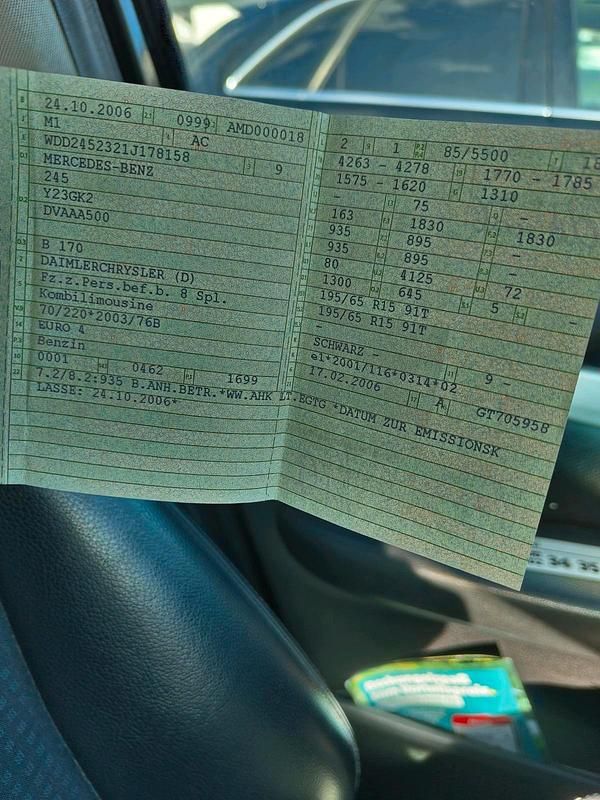 24.10.2006 0999 AMD000018
M1 AC
WDD2452321J178158 9
MERCEDES-BENZ
245
Y23GK2
DVAAA500
B 170
DAIMLERCHRYSLER (D)
Fz.z.Pers.bef.b. 8 Spl.
Kombilimousine
70/220*2003/76B
EURO 4
Benzin
0001 0462 1699
7.2/8.2:935 B.ANH.BETR.*WW.AHK LT.EGTG *DATUM ZUR EMISSIONSK
LASSE: 24.10.2006*
2 1 85/5500
4263 - 4278 1770 - 1785
1575 - 1620 1310
- 75 -
163 1830 1830
935 895 -
935 895 -
80 4125 72
1300 645 5 -
195/65 R15 91T
195/65 R15 91T
-
SCHWARZ -
e1*2001/116*0314*02 9 -
17.02.2006 A GT705958
34 35